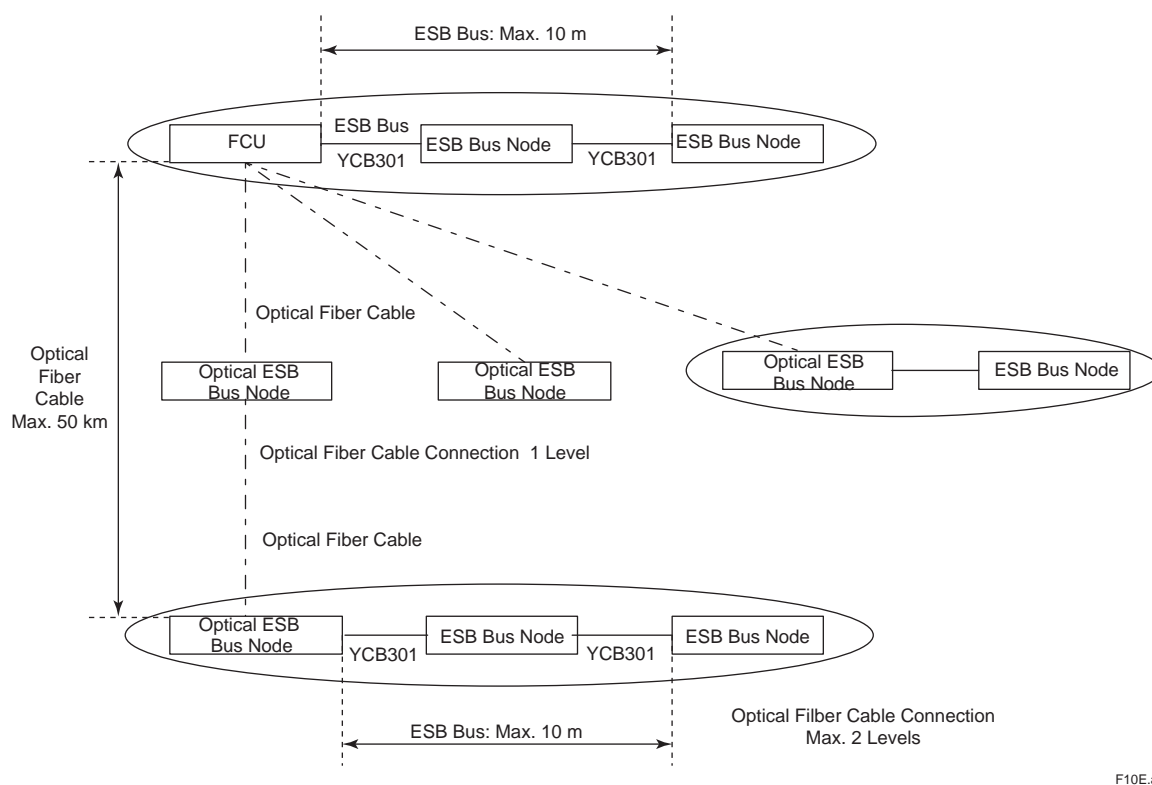 ESB Bus: Max. 10 m
FCU
ESB Bus
YCB301
ESB Bus Node
YCB301
ESB Bus Node
Optical Fiber Cable
Optical
Fiber
Cable
Max. 50 km
Optical ESB
Bus Node
Optical ESB
Bus Node
Optical ESB
Bus Node
ESB Bus Node
Optical Fiber Cable Connection 1 Level
Optical Fiber Cable
Optical ESB
Bus Node
YCB301
ESB Bus Node
YCB301
ESB Bus Node
ESB Bus: Max. 10 m
Optical Filber Cable Connection
Max. 2 Levels